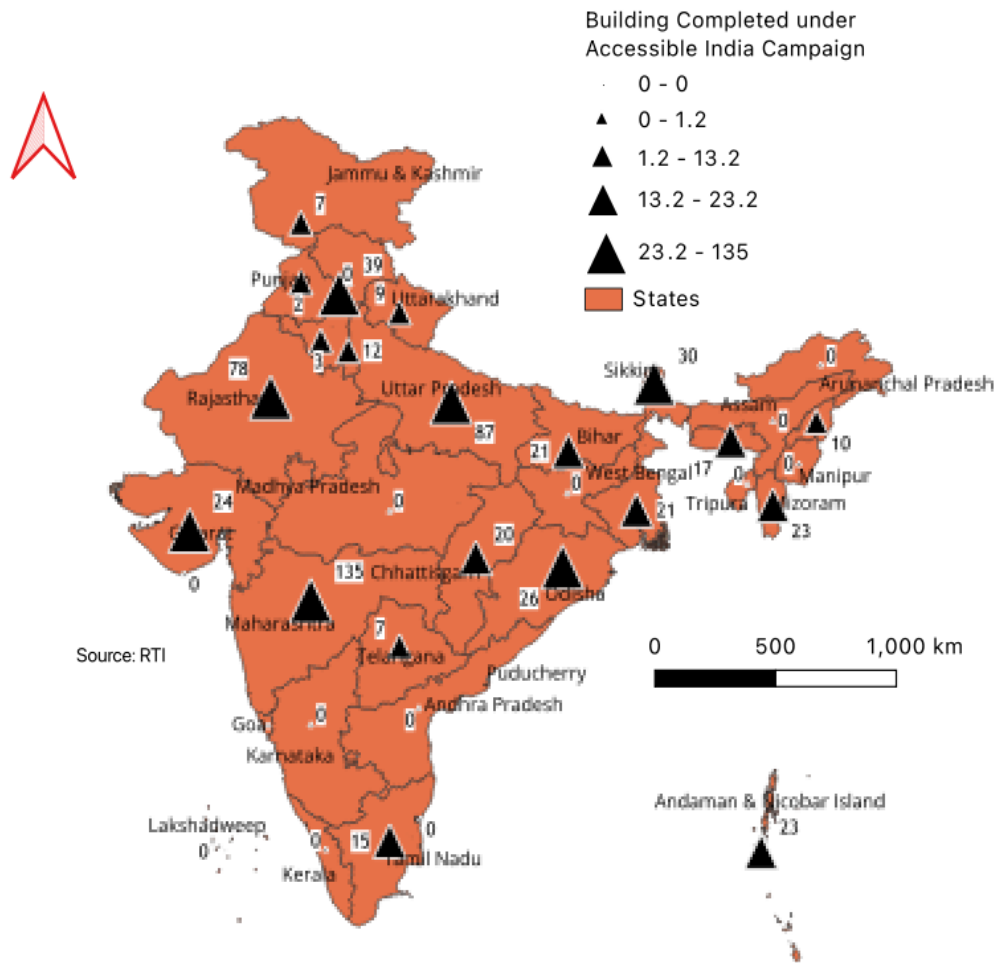 Building Completed under
Accessible India Campaign
0 - 0
0 - 1.2
1.2 - 13.2
13.2 - 23.2
23.2 - 135
States
Jammu & Kashmir
7
39
0
Punjab
2
9
Uttarakhand
3
12
78
Rajasthan
Uttar Pradesh
87
Sikkim
30
0
Arunanchal Pradesh
Assam
0
10
21
Bihar
West Bengal
17
0
0
Manipur
0
Tripura
Mizoram
21
23
24
Madhya Pradesh
0
Gujarat
0
20
135
Chhattisgarh
26
Odisha
Maharashtra
7
Telangana
Source: RTI
0 500 1,000 km
Puducherry
Andhra Pradesh
0
0
Goa
Karnataka
Andaman & Nicobar Island
23
Lakshadweep
0
0
15
0
Tamil Nadu
Kerala